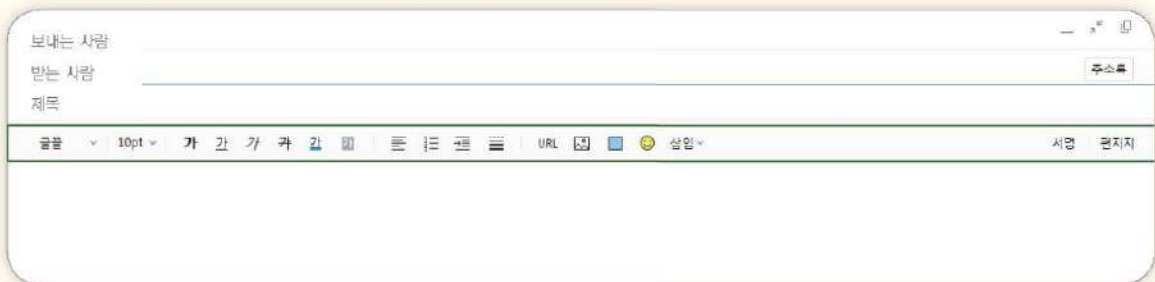 보내는 사람
받는 사람 주소록
제목
글꼴 10pt 가 가 가 가 가 가 URL 삽입 서명 편지지